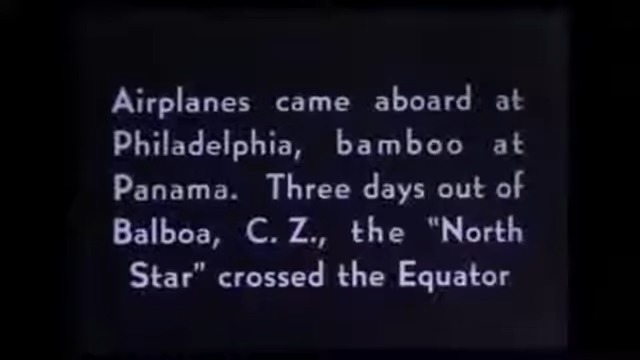 Airplanes came aboard at
Philadelphia, bamboo at
Panama. Three days out of
Balboa, C. Z., the "North
Star" crossed the Equator